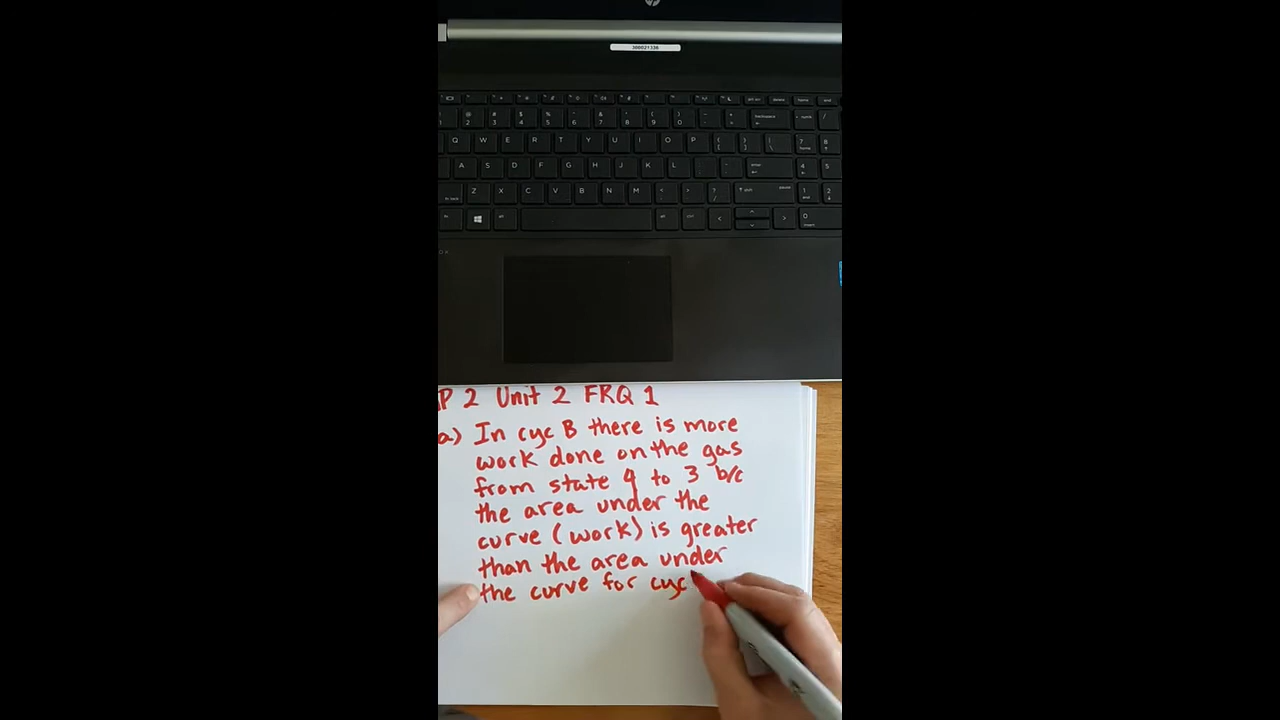 300021336
Q W E R T Y U I O P
A S D F G H J K L
Z X C V B N M
P 2 Unit 2 FRQ 1
a) In cyc B there is more
work done on the gas
from state 4 to 3 b/c
the area under the
curve (work) is greater
than the area under
the curve for cyc